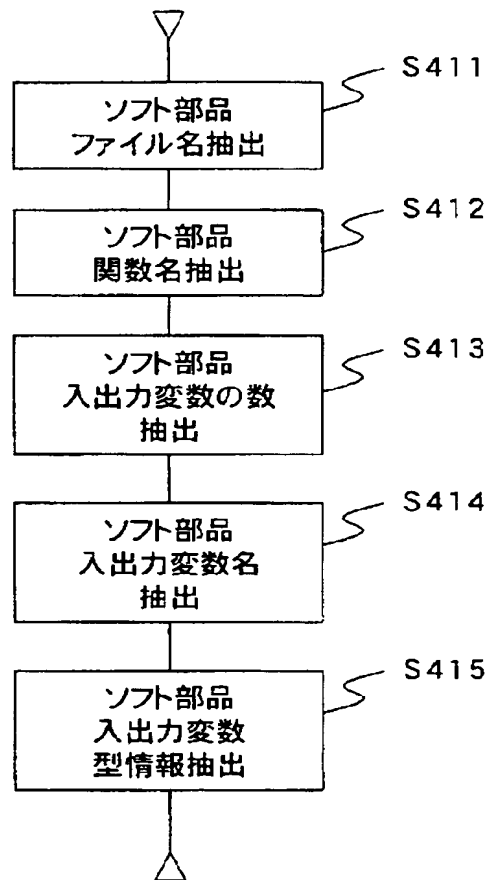 S411
ソフト部品
ファイル名抽出
S412
ソフト部品
関数名抽出
S413
ソフト部品
入出力変数の数
抽出
S414
ソフト部品
入出力変数名
抽出
S415
ソフト部品
入出力変数
型情報抽出